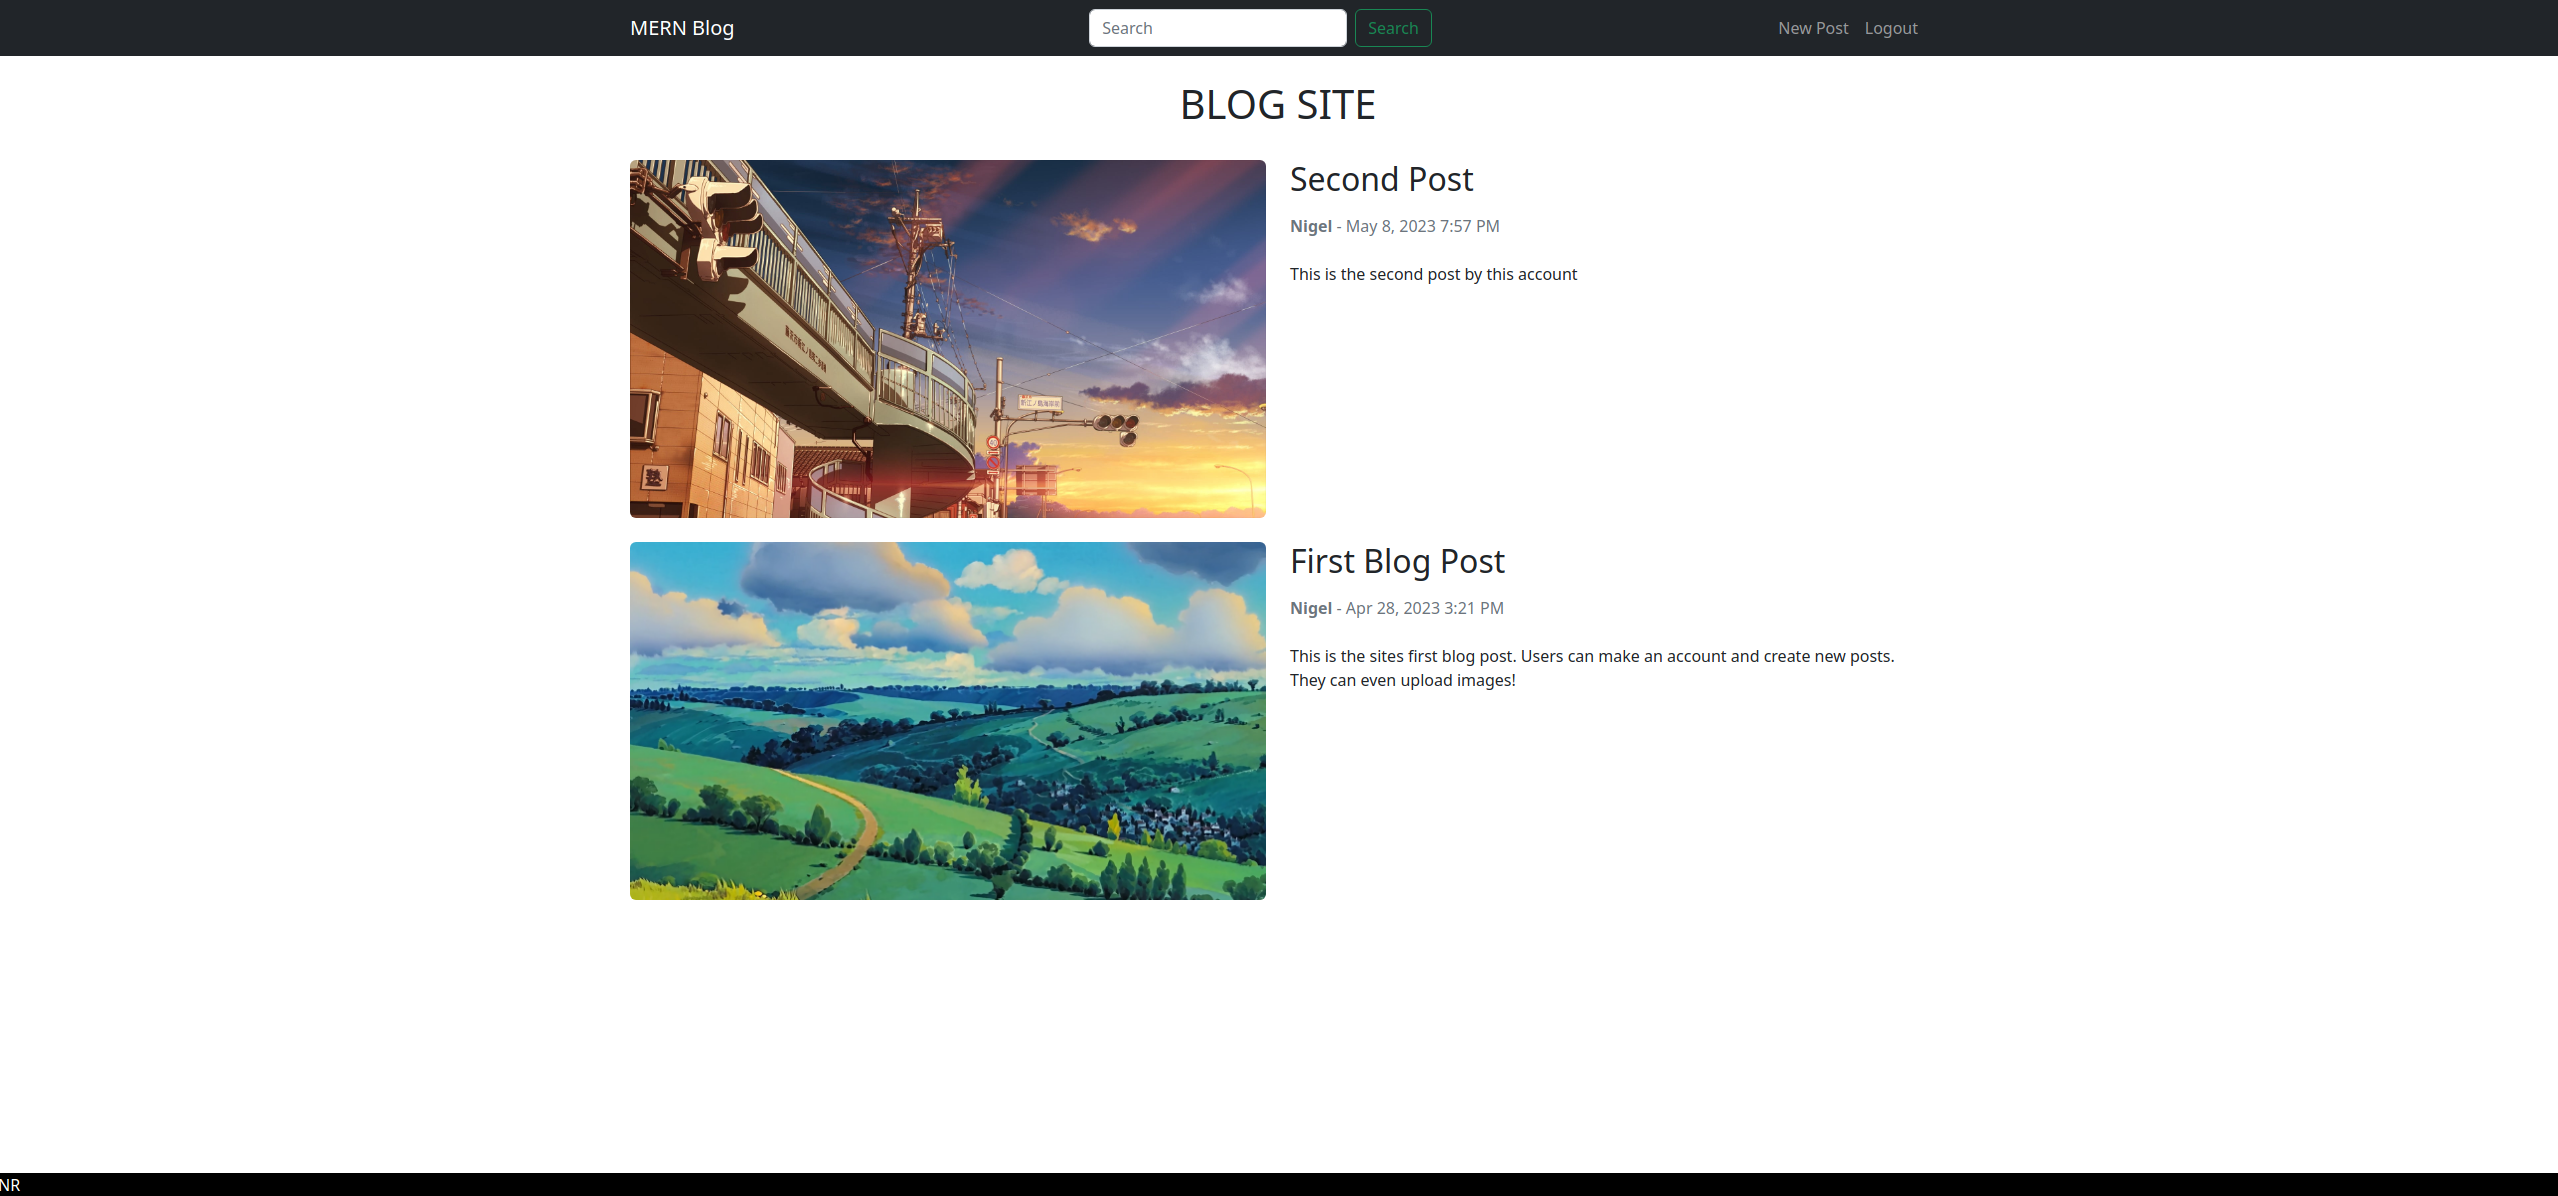 MERN Blog
Search
Search
New Post
Logout
BLOG SITE
Second Post
Nigel - May 8, 2023 7:57 PM
This is the second post by this account
塾
First Blog Post
Nigel - Apr 28, 2023 3:21 PM
This is the sites first blog post. Users can make an account and create new posts.
They can even upload images!
NR